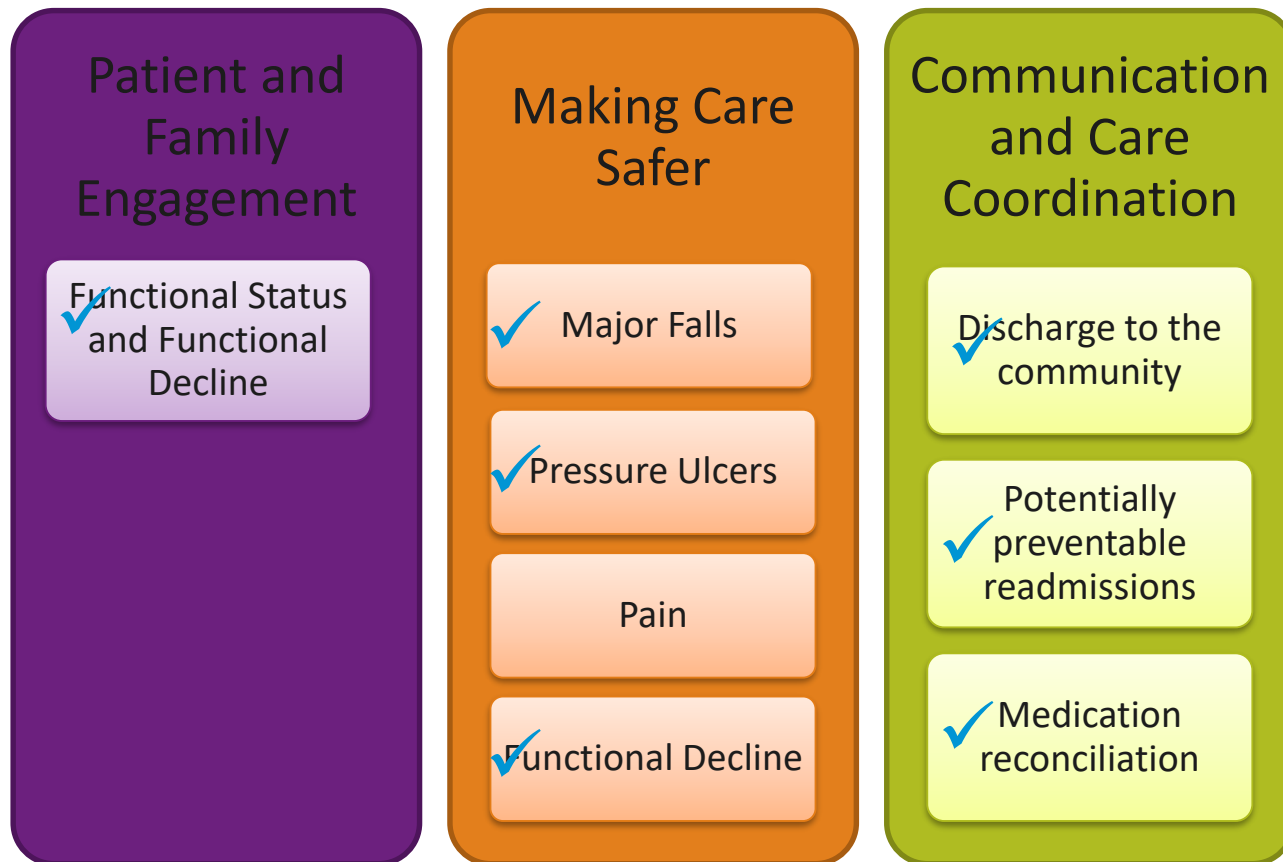 Patient and
Family
Engagement
Functional Status
and Functional
Decline
Making Care
Safer
Major Falls
Pressure Ulcers
Pain
Functional Decline
Communication
and Care
Coordination
Discharge to the
community
Potentially
preventable
readmissions
Medication
reconciliation